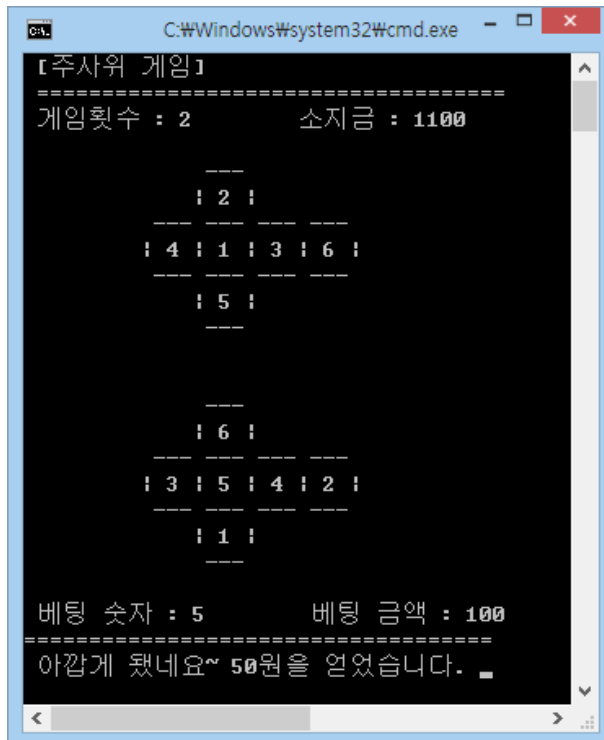 C:\Windows\system32\cmd.exe
[주사위 게임]
====================================
게임횟수 : 2 소지금 : 1100
---
| 2 |
--- --- --- ---
| 4 | 1 | 3 | 6 |
--- --- --- ---
| 5 |
---
---
| 6 |
--- --- --- ---
| 3 | 5 | 4 | 2 |
--- --- --- ---
| 1 |
---
베팅 숫자 : 5 베팅 금액 : 100
====================================
아깝게 됐네요~ 50원을 얻었습니다. _